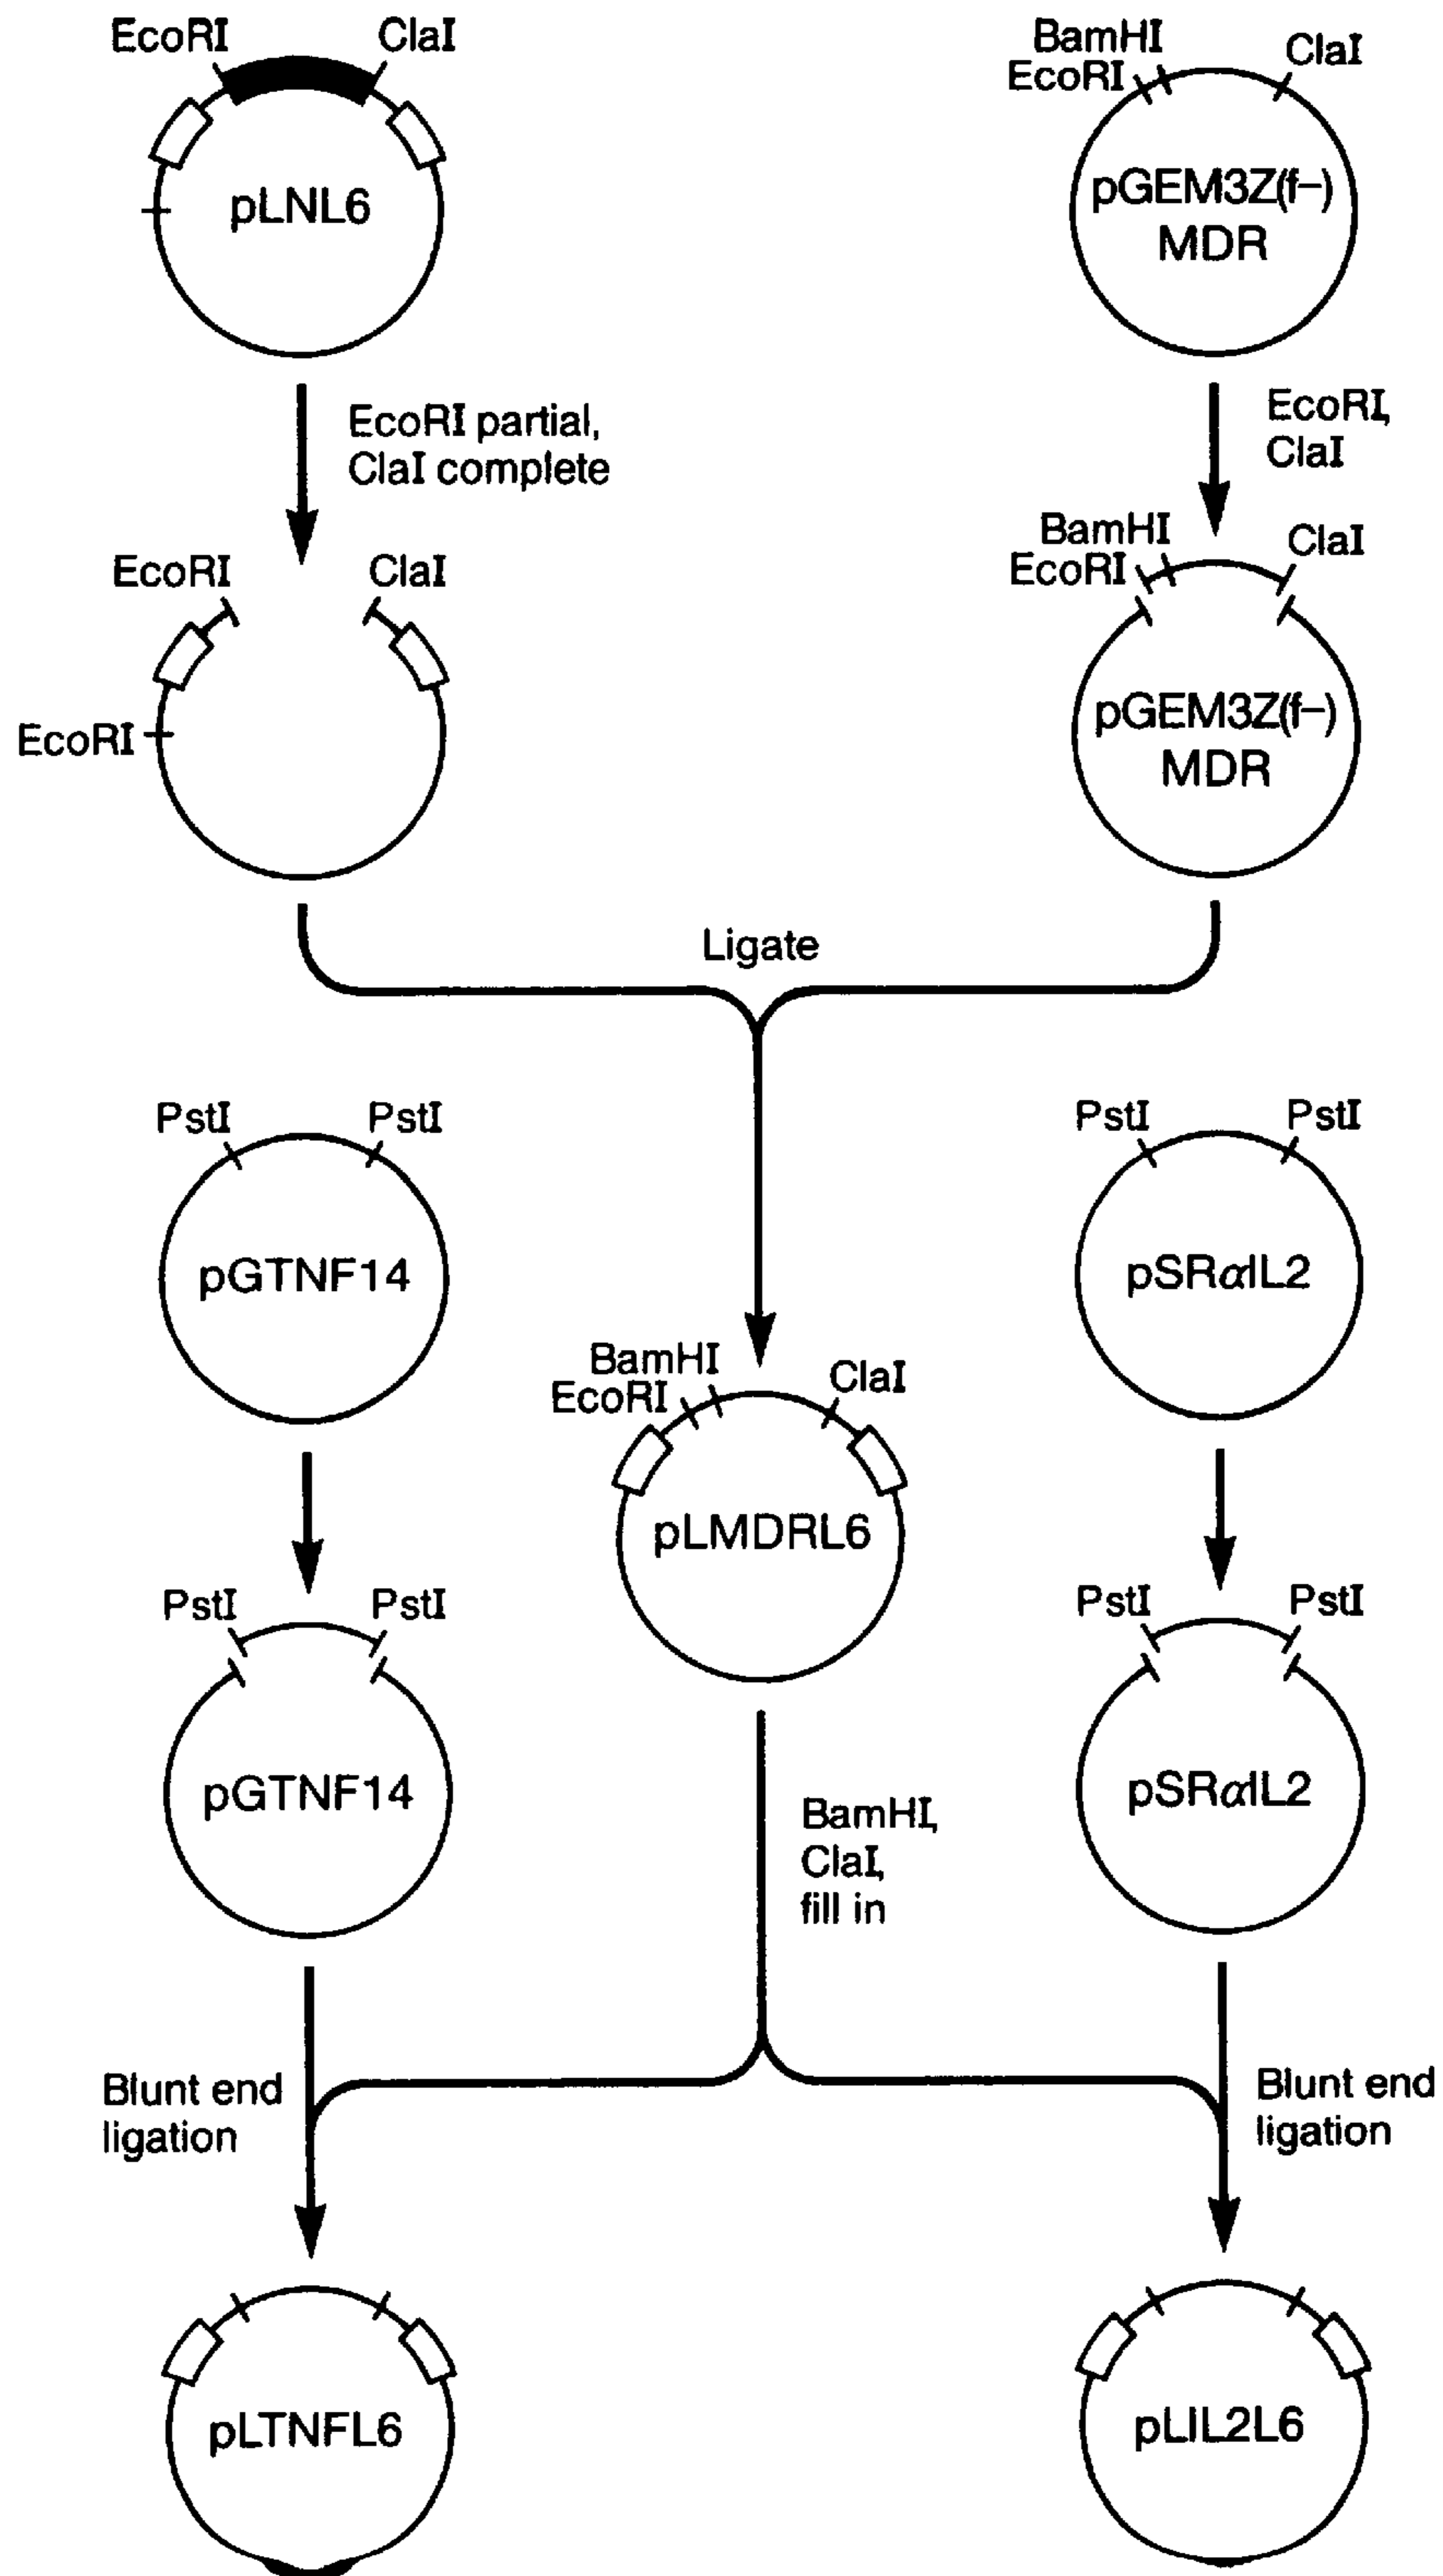 EcoRI
ClaI
pLNL6
BamHI
EcoRI
ClaI
pGEM3Z(f–)
MDR
EcoRI partial,
ClaI complete
EcoRI,
ClaI
EcoRI
ClaI
EcoRI
BamHI
EcoRI
ClaI
pGEM3Z(f–)
MDR
Ligate
PstI
PstI
pGTNF14
PstI
PstI
pSRαIL2
BamHI
EcoRI
ClaI
pLMDRL6
PstI
PstI
pGTNF14
PstI
PstI
pSRαIL2
BamHI,
ClaI,
fill in
Blunt end
ligation
Blunt end
ligation
pLTNFL6
pLIL2L6